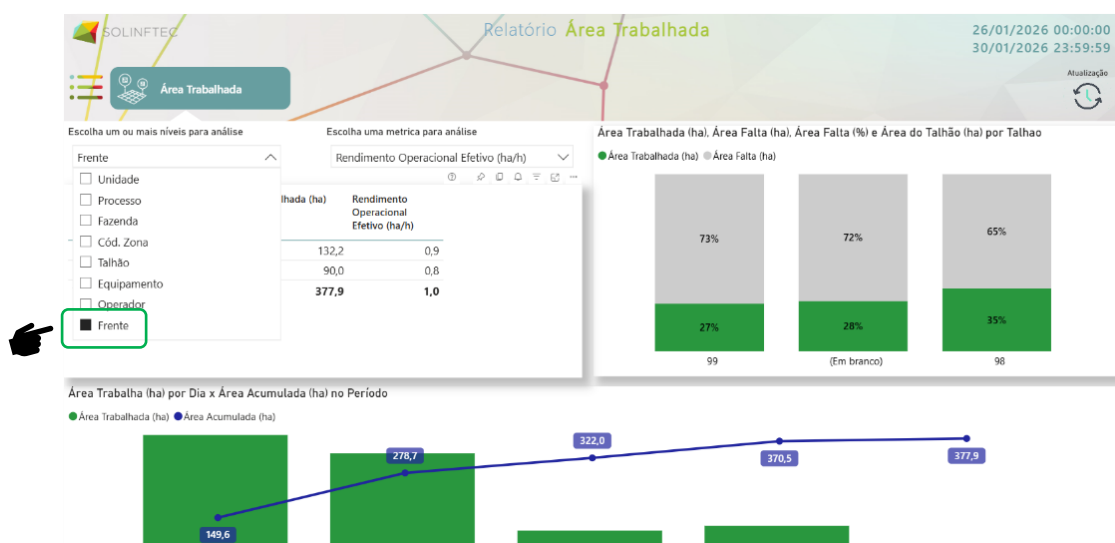 SOLINFTEC
Relatório Área Trabalhada
26/01/2026 00:00:00
30/01/2026 23:59:59
Atualização
Área Trabalhada
Escolha um ou mais níveis para análise
Frente
Unidade
Processo
Fazenda
Cód. Zona
Talhão
Equipamento
Operador
Frente
Escolha uma metrica para análise
Rendimento Operacional Efetivo (ha/h)
lhada (ha)
Rendimento
Operacional
Efetivo (ha/h)
132,2 0,9
90,0 0,8
377,9 1,0
Área Trabalhada (ha), Área Falta (ha), Área Falta (%) e Área do Talhão (ha) por Talhao
Área Trabalhada (ha) Área Falta (ha)
73% 72% 65%
27% 28% 35%
99 (Em branco) 98
Área Trabalha (ha) por Dia x Área Acumulada (ha) no Período
Área Trabalhada (ha) Área Acumulada (ha)
149,6 278,7 322,0 370,5 377,9